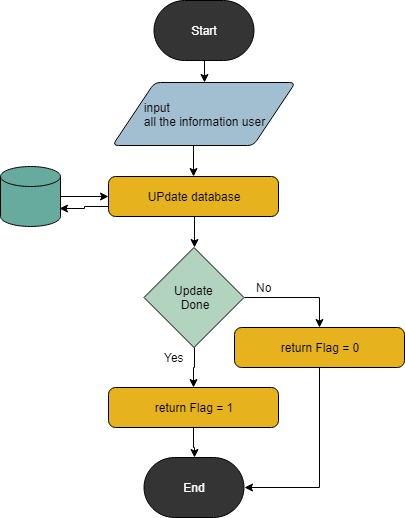 Start
input
all the information user
UPdate database
Update
Done
No
return Flag = 0
Yes
return Flag = 1
End